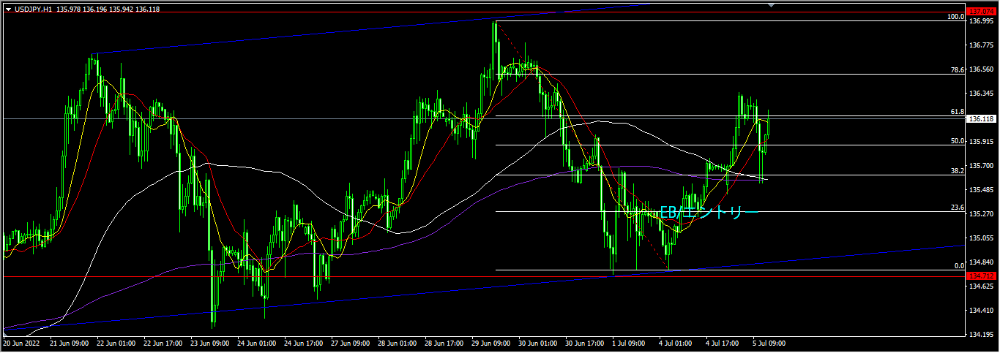 USDJPY,H1 135.978 136.196 135.942 136.118
137.074
100.0
136.995
136.775
78.6
136.560
136.345
61.8
136.118
50.0
135.915
135.700
38.2
135.485
23.6
135.270
EB/エントリー
135.055
134.840
0.0
134.712
134.625
134.410
134.195
20 Jun 2022
21 Jun 09:00
22 Jun 01:00
22 Jun 17:00
23 Jun 09:00
24 Jun 01:00
24 Jun 17:00
27 Jun 09:00
28 Jun 01:00
28 Jun 17:00
29 Jun 09:00
30 Jun 01:00
30 Jun 17:00
1 Jul 09:00
4 Jul 01:00
4 Jul 17:00
5 Jul 09:00